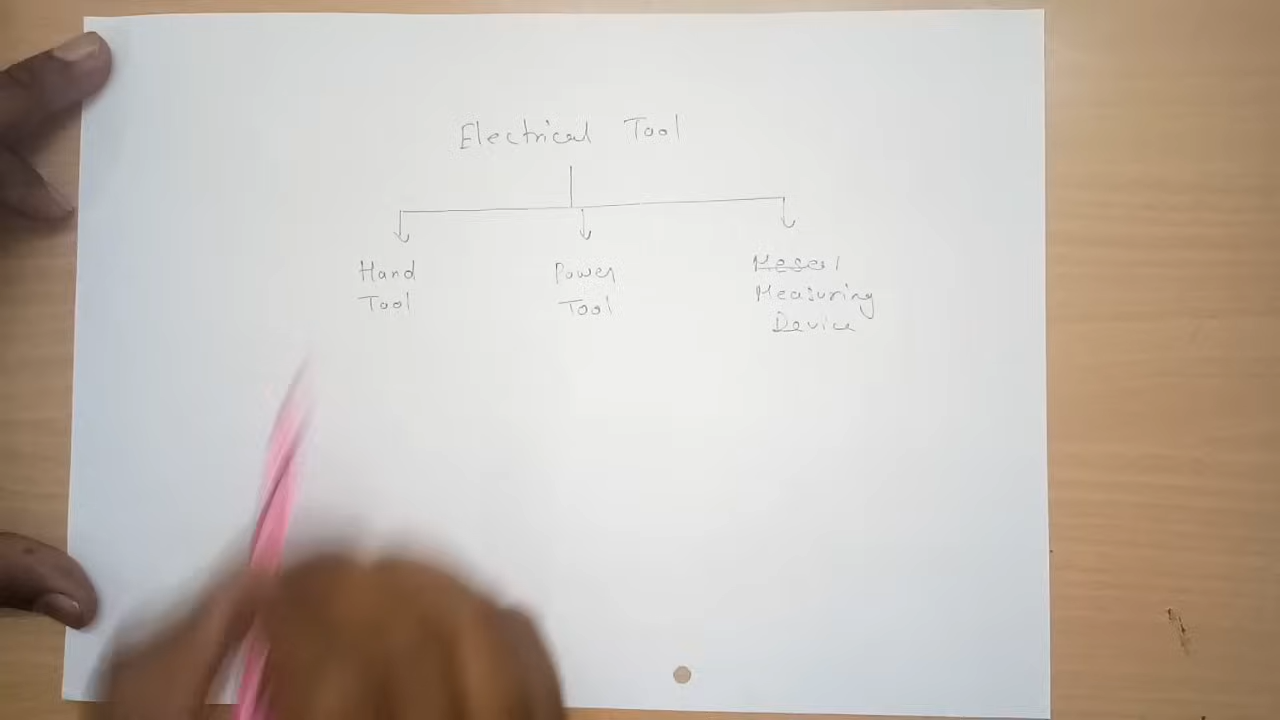 Electrical Tool
Hand
Tool
Power
Tool
Measuring
Device